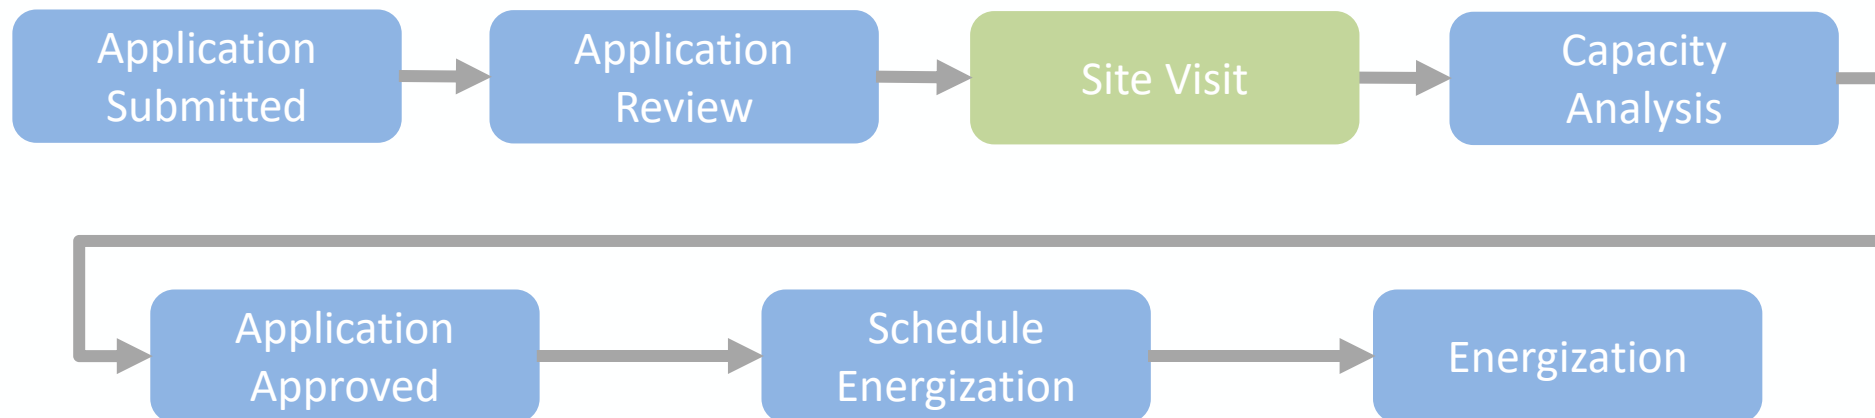 Application
Submitted
Application
Review
Site Visit
Capacity
Analysis
Application
Approved
Schedule
Energization
Energization